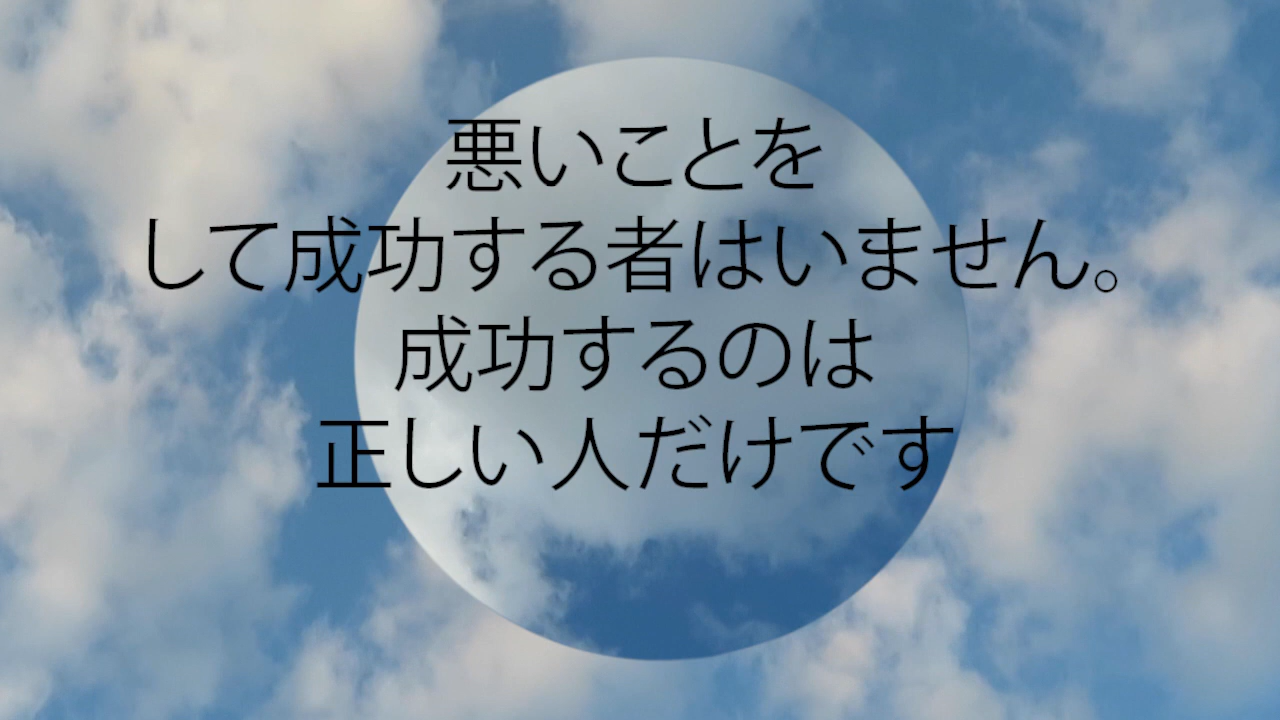 悪いことを
して成功する者はいません。
成功するのは
正しい人だけです